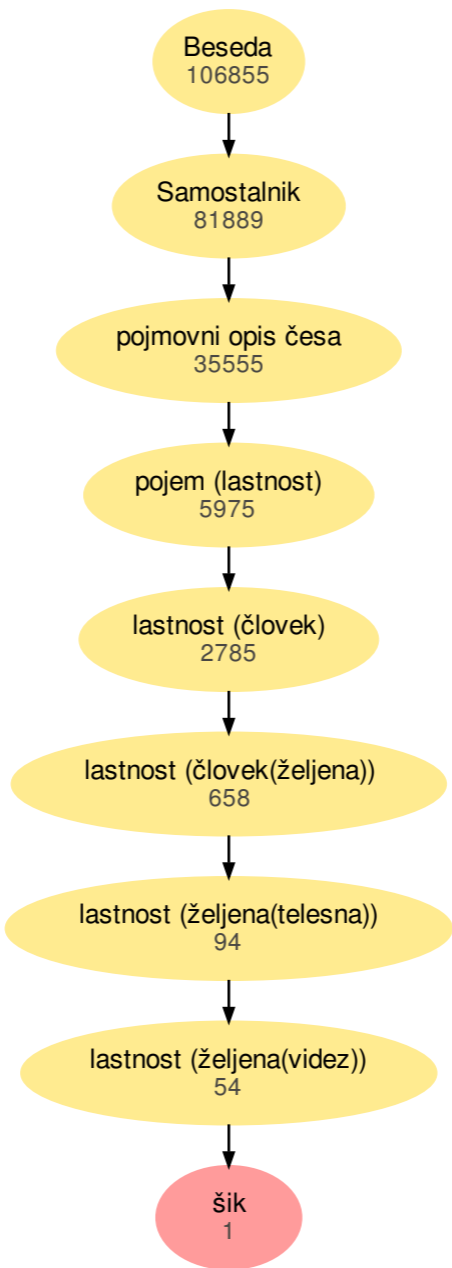 Beseda
106855
Samostalnik
81889
pojmovni opis česa
35555
pojem (lastnost)
5975
lastnost (človek)
2785
lastnost (človek(željena))
658
lastnost (željena(telesna))
94
lastnost (željena(videz))
54
šik
1